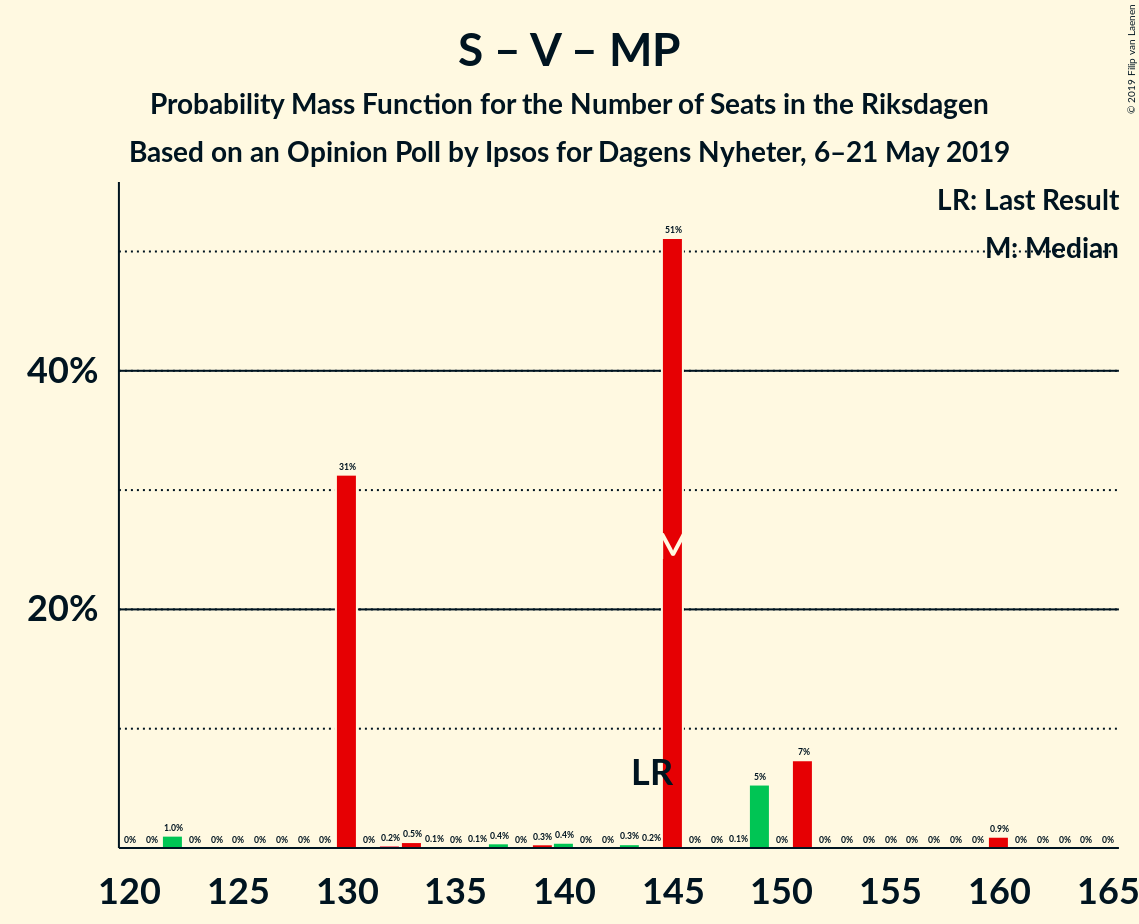 S – V – MP
Probability Mass Function for the Number of Seats in the Riksdagen
Based on an Opinion Poll by Ipsos for Dagens Nyheter, 6–21 May 2019
© 2019 Filip van Laenen
LR: Last Result
M: Median
40%
20%
0% 0% 1.0% 0% 0% 0% 0% 0% 0% 0% 31% 0% 0.2% 0.5% 0.1% 0% 0.1% 0.4% 0% 0.3% 0.4% 0% 0% 0.3% 0.2% 51% 0% 0% 0.1% 5% 0% 7% 0% 0% 0% 0% 0% 0% 0% 0% 0.9% 0% 0% 0% 0% 0%
M
LR
120 125 130 135 140 145 150 155 160 165